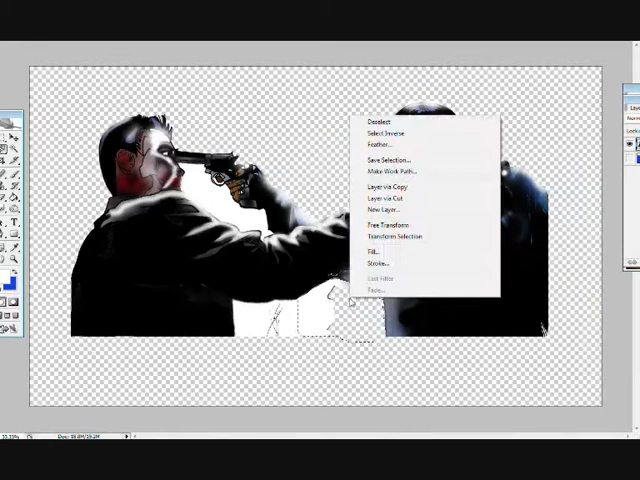 Deselect
Select Inverse
Feather...
Save Selection...
Make Work Path...
Layer via Copy
Layer via Cut
New Layer...
Free Transform
Transform Selection
Fill...
Stroke...
Last Filter
Fade...